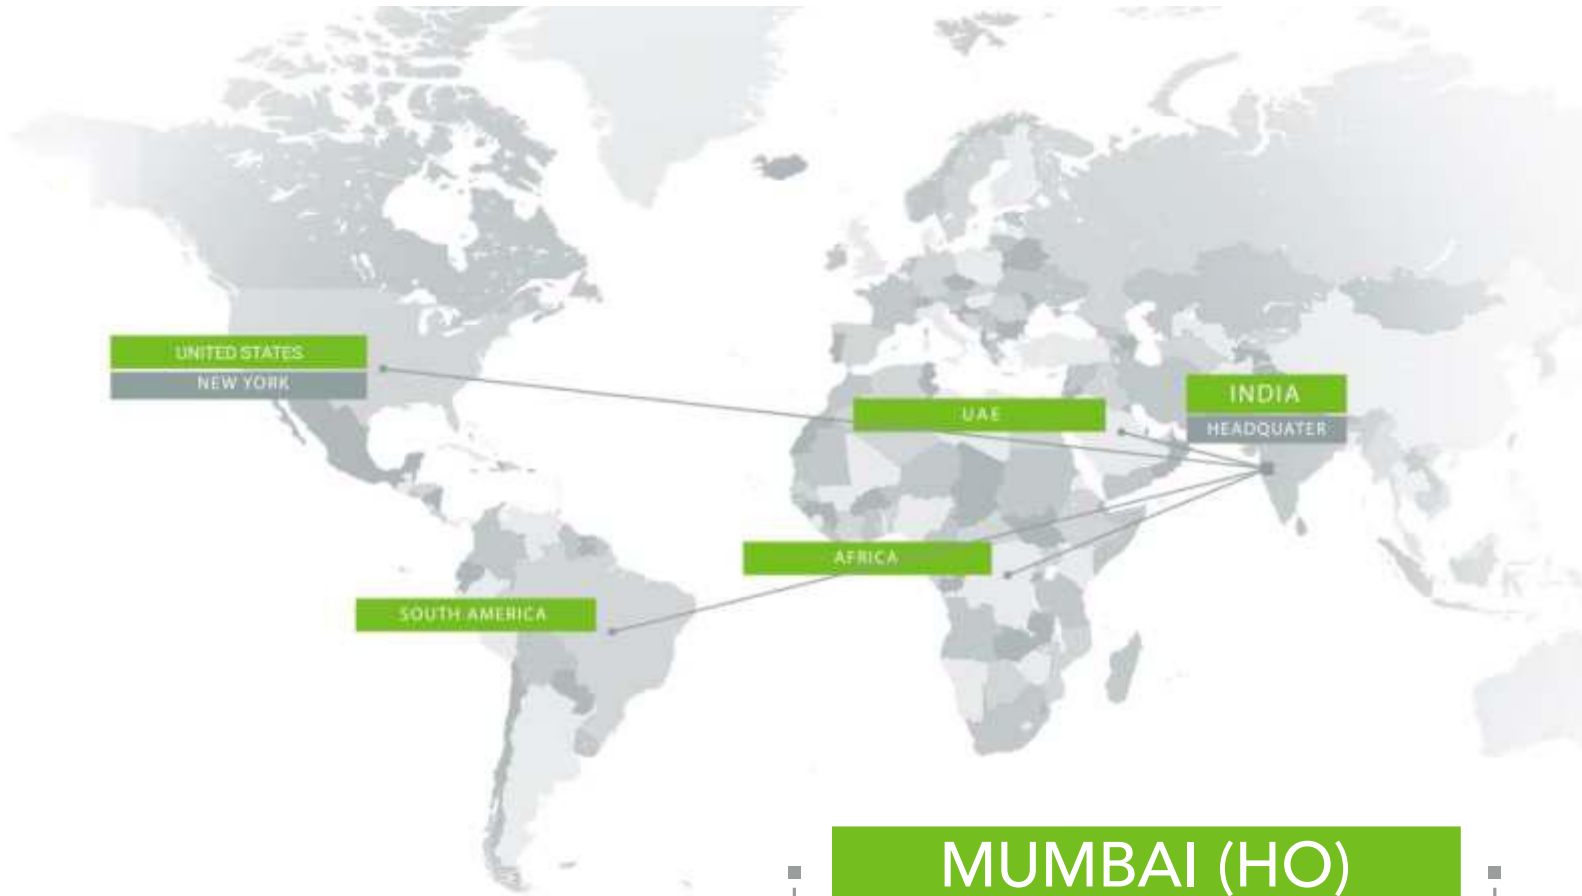 UNITED STATES
NEW YORK
UAE
INDIA
HEADQUATER
AFRICA
SOUTH AMERICA
MUMBAI (HO)